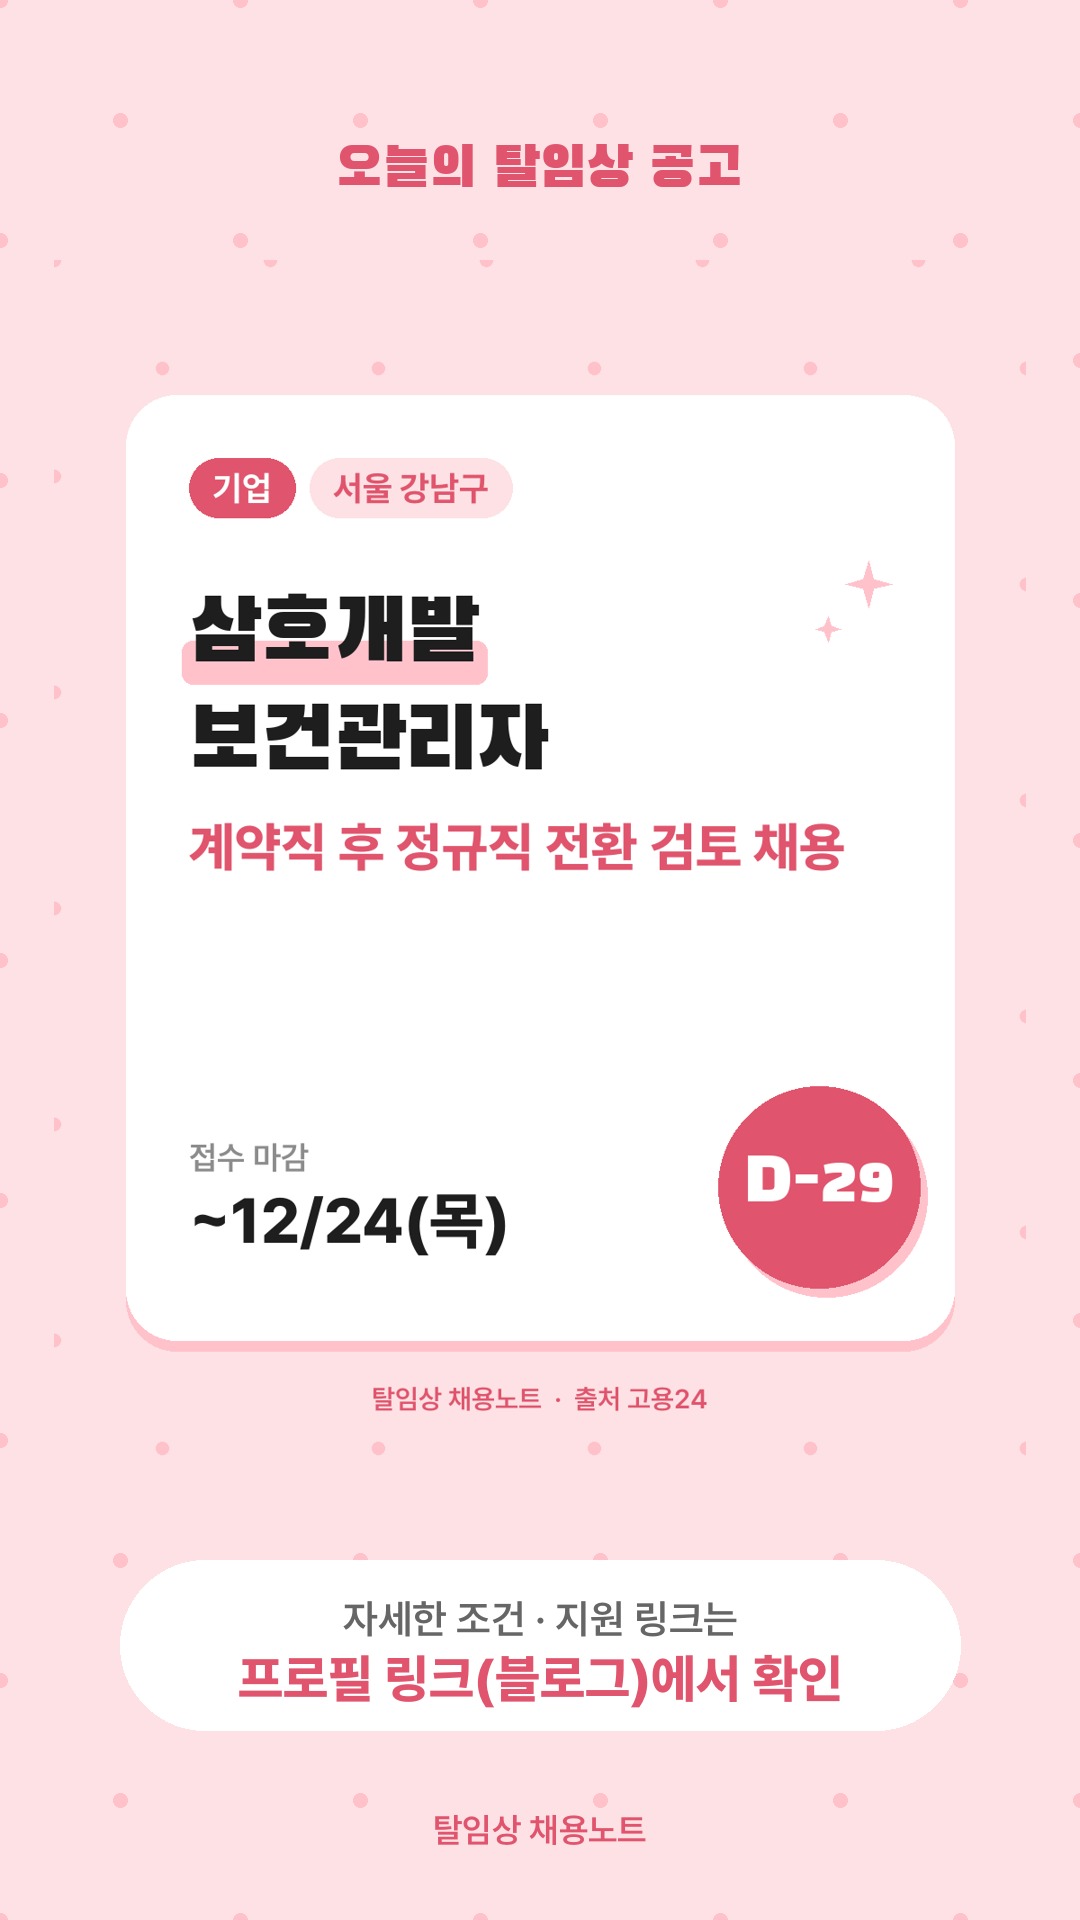 오늘의 탈임상 공고
기업 서울 강남구
삼호개발
보건관리자
계약직 후 정규직 전환 검토 채용
접수 마감
~12/24(목)
D-29
탈임상 채용노트 · 출처 고용24
자세한 조건 · 지원 링크는
프로필 링크(블로그)에서 확인
탈임상 채용노트